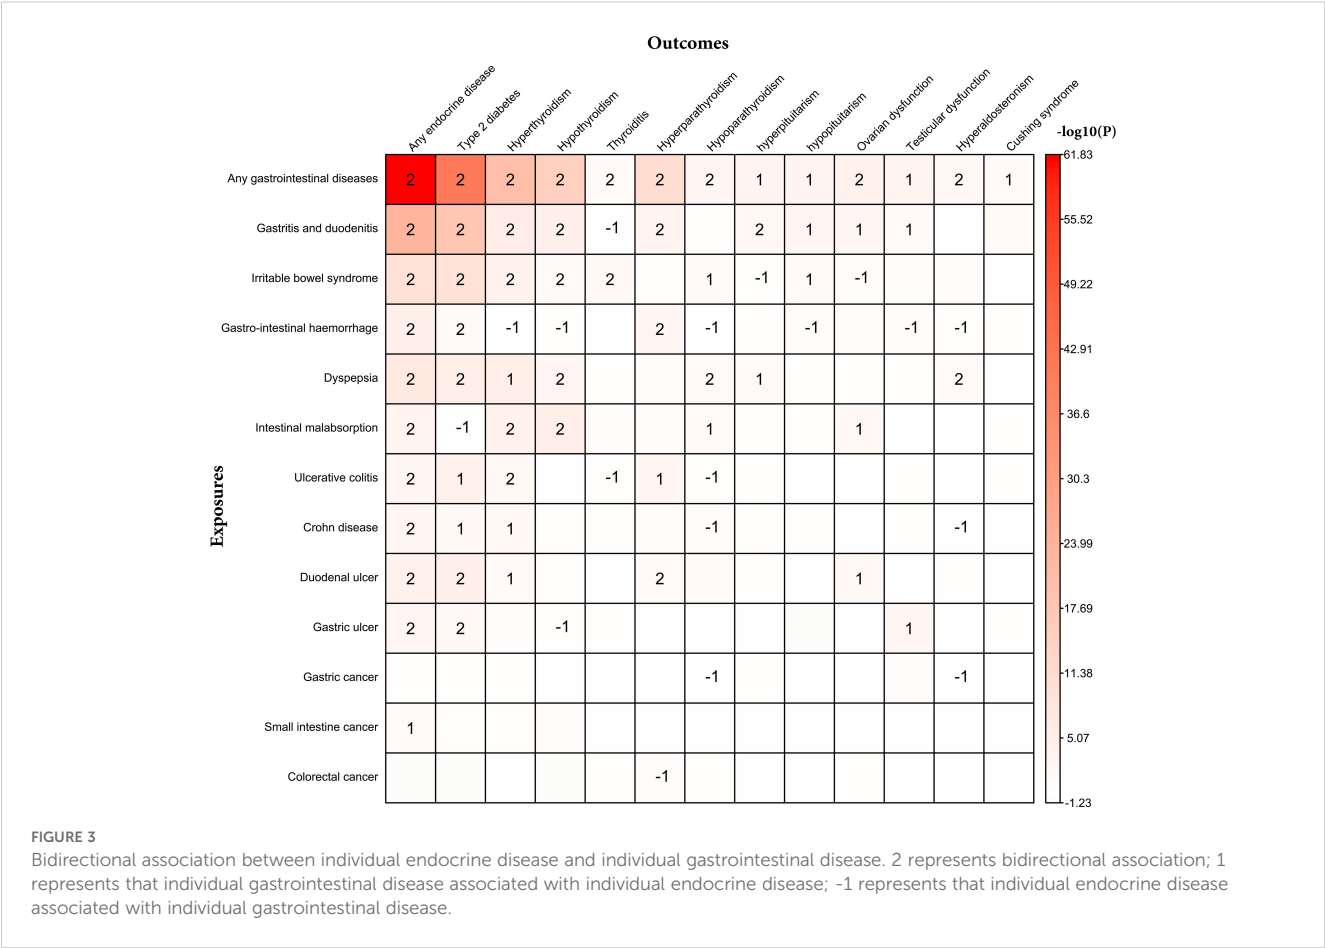 Outcomes
Any endocrine disease
Type 2 diabetes
Hyperthyroidism
Hypothyroidism
Thyroiditis
Hyperparathyroidism
Hypoparathyroidism
hyperpituitarism
hypopituitarism
Ovarian dysfunction
Testicular dysfunction
Hyperaldosteronism
Cushing syndrome
-log10(P)
Exposures
Any gastrointestinal diseases 2 2 2 2 2 2 2 1 1 2 1 2 1
Gastritis and duodenitis 2 2 2 2 -1 2 2 1 1 1
Irritable bowel syndrome 2 2 2 2 2 1 -1 1 -1
Gastro-intestinal haemorrhage 2 2 -1 -1 2 -1 -1 -1 -1
Dyspepsia 2 2 1 2 2 1 2
Intestinal malabsorption 2 -1 2 2 1 1
Ulcerative colitis 2 1 2 -1 1 -1
Crohn disease 2 1 1 -1 -1
Duodenal ulcer 2 2 1 2 1
Gastric ulcer 2 2 -1 1
Gastric cancer -1 -1
Small intestine cancer 1
Colorectal cancer -1
61.83
55.52
49.22
42.91
36.6
30.3
23.99
17.69
11.38
5.07
-1.23
FIGURE 3
Bidirectional association between individual endocrine disease and individual gastrointestinal disease. 2 represents bidirectional association; 1
represents that individual gastrointestinal disease associated with individual endocrine disease; -1 represents that individual endocrine disease
associated with individual gastrointestinal disease.